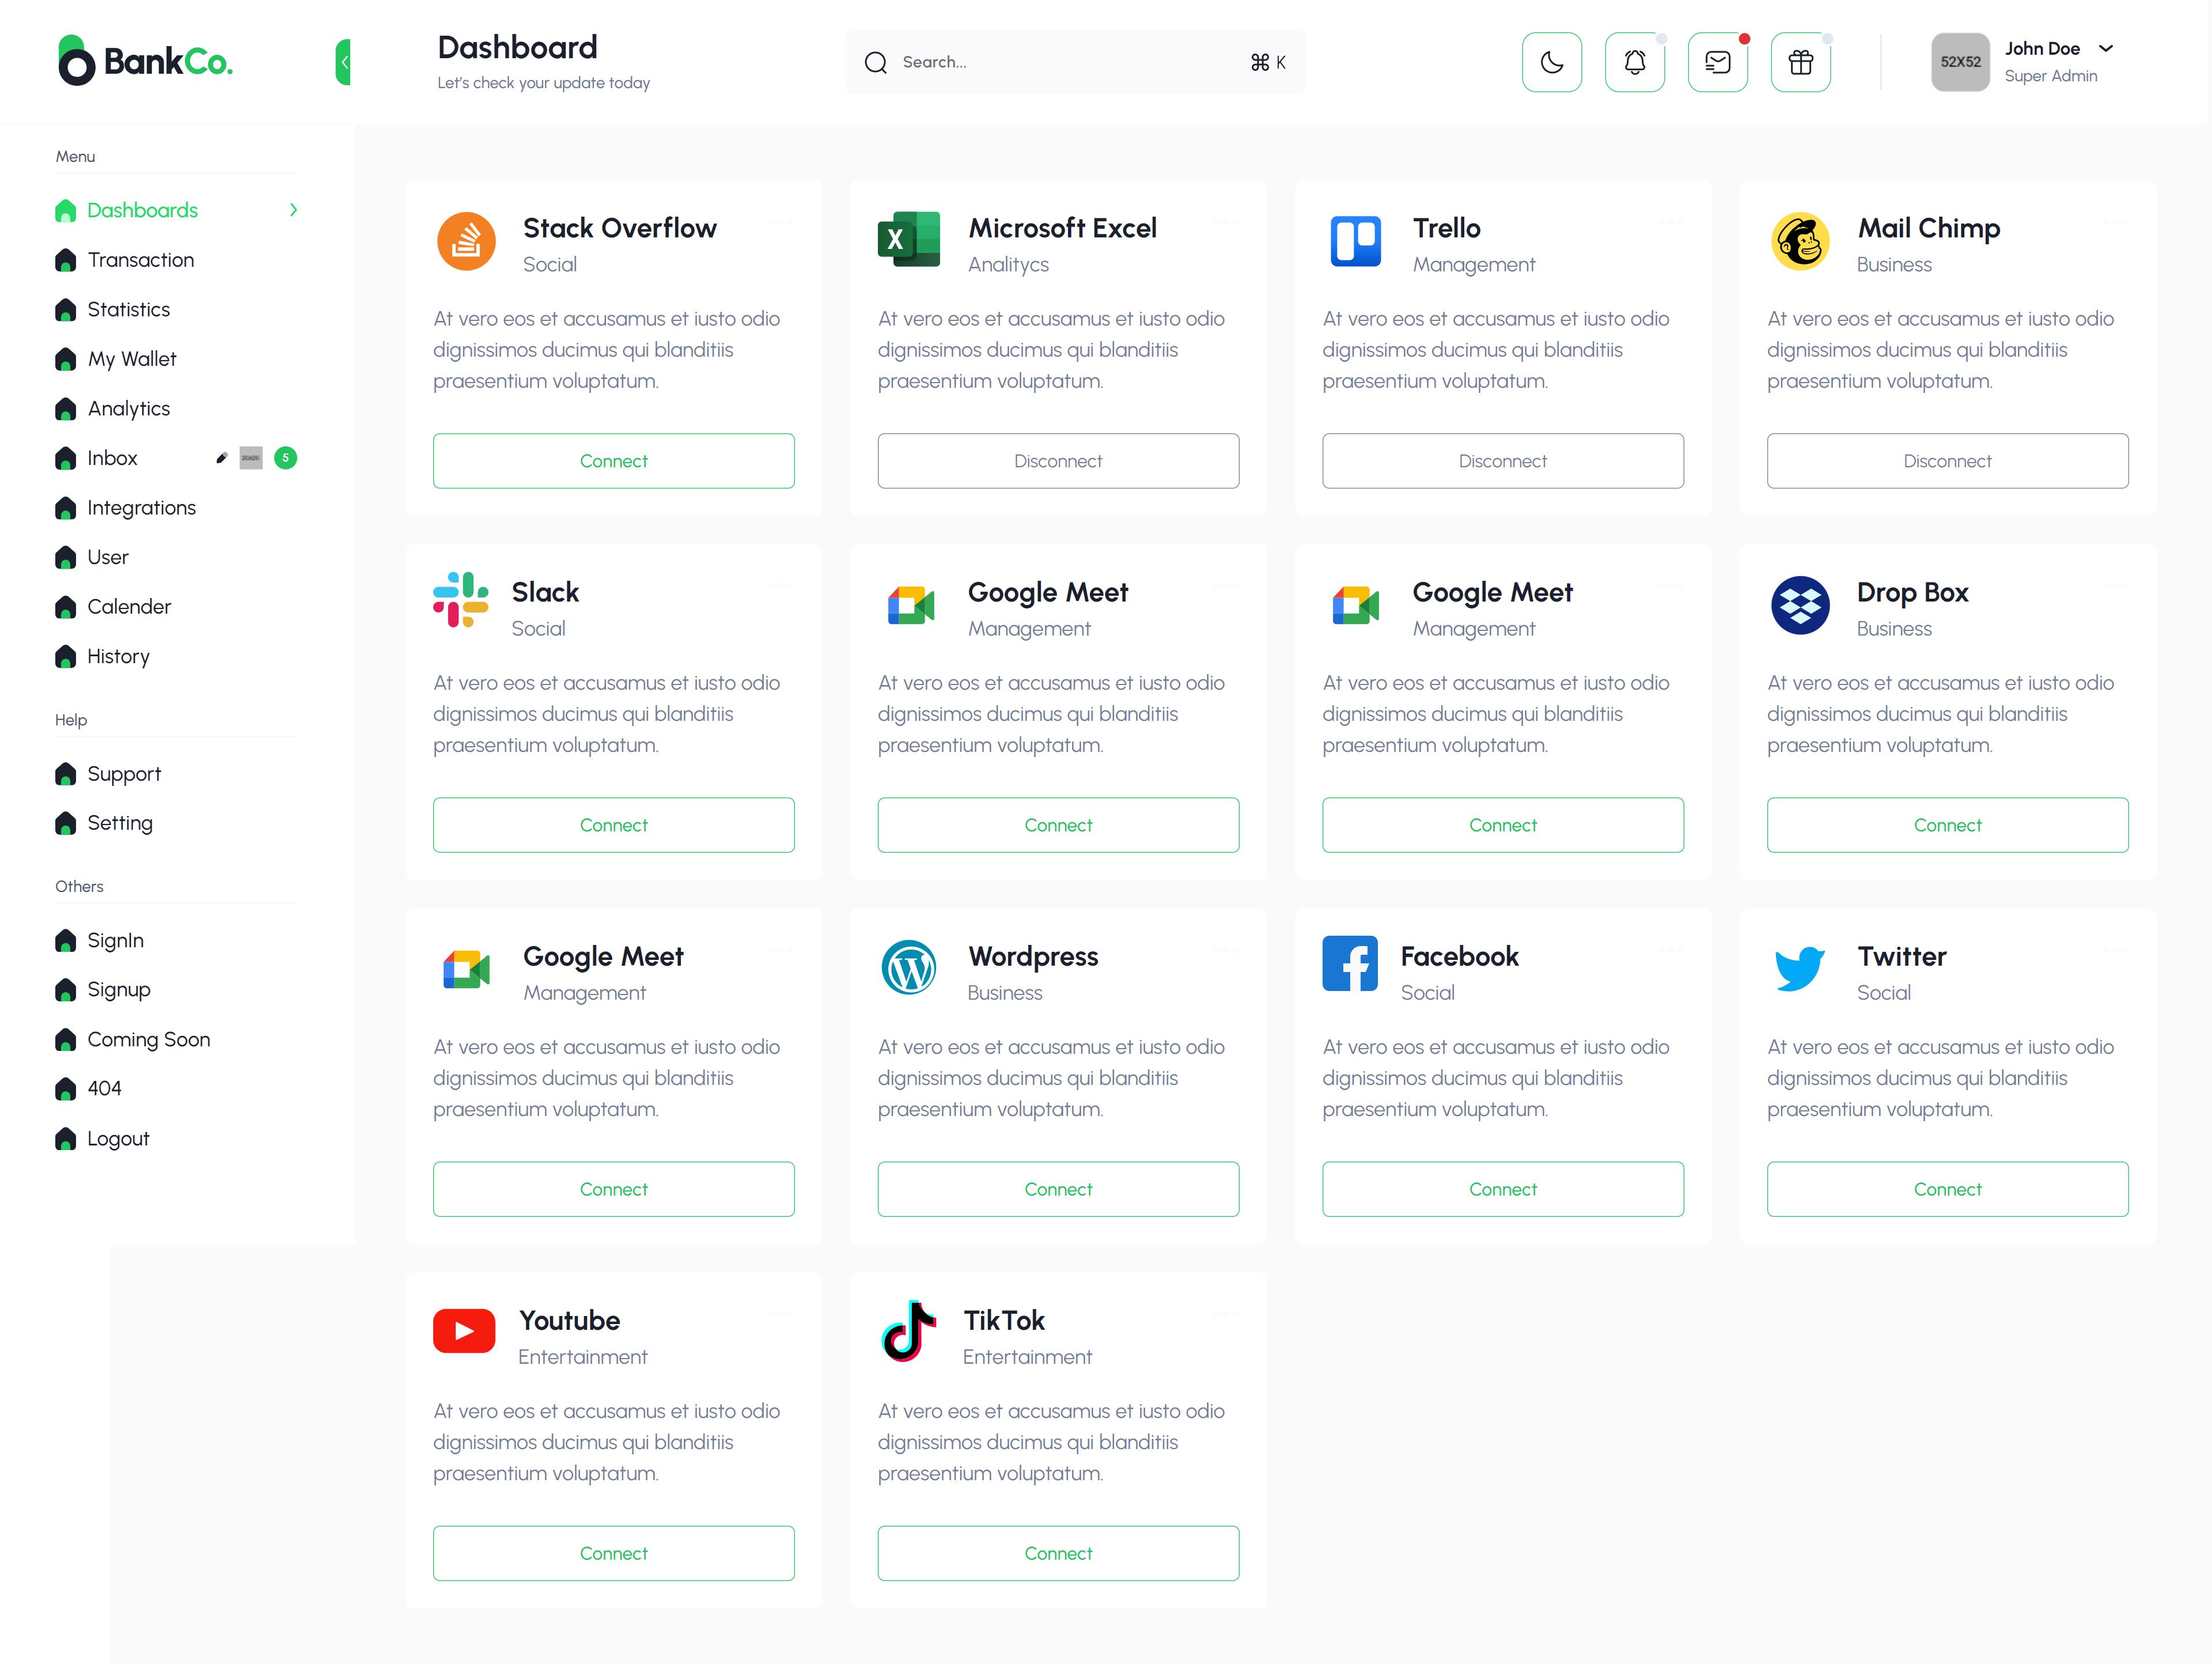 BankCo.
Dashboard
Let's check your update today
Search...
⌘ K
52X52
John Doe
Super Admin
Menu
Dashboards
Transaction
Statistics
My Wallet
Analytics
Inbox
5
Integrations
User
Calender
History
Help
Support
Setting
Others
SignIn
Signup
Coming Soon
404
Logout
Stack Overflow
Social
At vero eos et accusamus et iusto odio
dignissimos ducimus qui blanditiis
praesentium voluptatum.
Connect
X
Microsoft Excel
Analitycs
At vero eos et accusamus et iusto odio
dignissimos ducimus qui blanditiis
praesentium voluptatum.
Disconnect
Trello
Management
At vero eos et accusamus et iusto odio
dignissimos ducimus qui blanditiis
praesentium voluptatum.
Disconnect
Mail Chimp
Business
At vero eos et accusamus et iusto odio
dignissimos ducimus qui blanditiis
praesentium voluptatum.
Disconnect
Slack
Social
At vero eos et accusamus et iusto odio
dignissimos ducimus qui blanditiis
praesentium voluptatum.
Connect
Google Meet
Management
At vero eos et accusamus et iusto odio
dignissimos ducimus qui blanditiis
praesentium voluptatum.
Connect
Google Meet
Management
At vero eos et accusamus et iusto odio
dignissimos ducimus qui blanditiis
praesentium voluptatum.
Connect
Drop Box
Business
At vero eos et accusamus et iusto odio
dignissimos ducimus qui blanditiis
praesentium voluptatum.
Connect
Google Meet
Management
At vero eos et accusamus et iusto odio
dignissimos ducimus qui blanditiis
praesentium voluptatum.
Connect
Wordpress
Business
At vero eos et accusamus et iusto odio
dignissimos ducimus qui blanditiis
praesentium voluptatum.
Connect
Facebook
Social
At vero eos et accusamus et iusto odio
dignissimos ducimus qui blanditiis
praesentium voluptatum.
Connect
Twitter
Social
At vero eos et accusamus et iusto odio
dignissimos ducimus qui blanditiis
praesentium voluptatum.
Connect
Youtube
Entertainment
At vero eos et accusamus et iusto odio
dignissimos ducimus qui blanditiis
praesentium voluptatum.
Connect
TikTok
Entertainment
At vero eos et accusamus et iusto odio
dignissimos ducimus qui blanditiis
praesentium voluptatum.
Connect